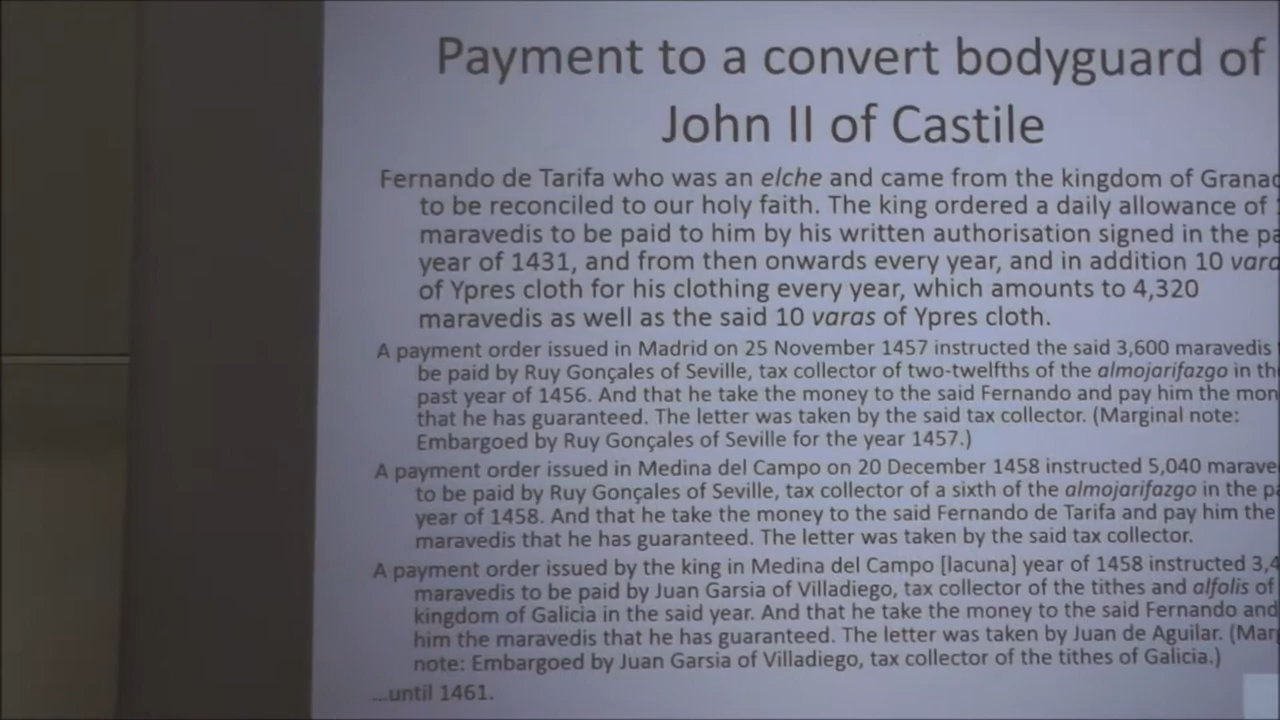 Payment to a convert bodyguard of
John II of Castile
Fernando de Tarifa who was an elche and came from the kingdom of
to be reconciled to our holy faith. The king ordered a daily allowance of
maravedis to be paid to him by his written authorisation signed in the
year of 1431, and from then onwards every year, and in addition 10
of Ypres cloth for his clothing every year, which amounts to 4,320
maravedis as well as the said 10 varas of Ypres cloth.
A payment order issued in Madrid on 25 November 1457 instructed the said 3,600 maravedis
be paid by Ruy Gonçales of Seville, tax collector of two-twelfths of the almojarifazgo in
past year of 1456. And that he take the money to the said Fernando and pay him the
that he has guaranteed. The letter was taken by the said tax collector. (Marginal note:
Embargoed by Ruy Gonçales of Seville for the year 1457.)
A payment order issued in Medina del Campo on 20 December 1458 instructed 5,040
to be paid by Ruy Gonçales of Seville, tax collector of a sixth of the almojarifazgo in the
year of 1458. And that he take the money to the said Fernando de Tarifa and pay him the
maravedis that he has guaranteed. The letter was taken by the said tax collector.
A payment order issued by the king in Medina del Campo [lacuna] year of 1458 instructed
maravedis to be paid by Juan Garsia of Villadiego, tax collector of the tithes and alfolis of
kingdom of Galicia in the said year. And that he take the money to the said Fernando and
him the maravedis that he has guaranteed. The letter was taken by Juan de Aguilar.
note: Embargoed by Juan Garsia of Villadiego, tax collector of the tithes of Galicia.)
...until 1461.